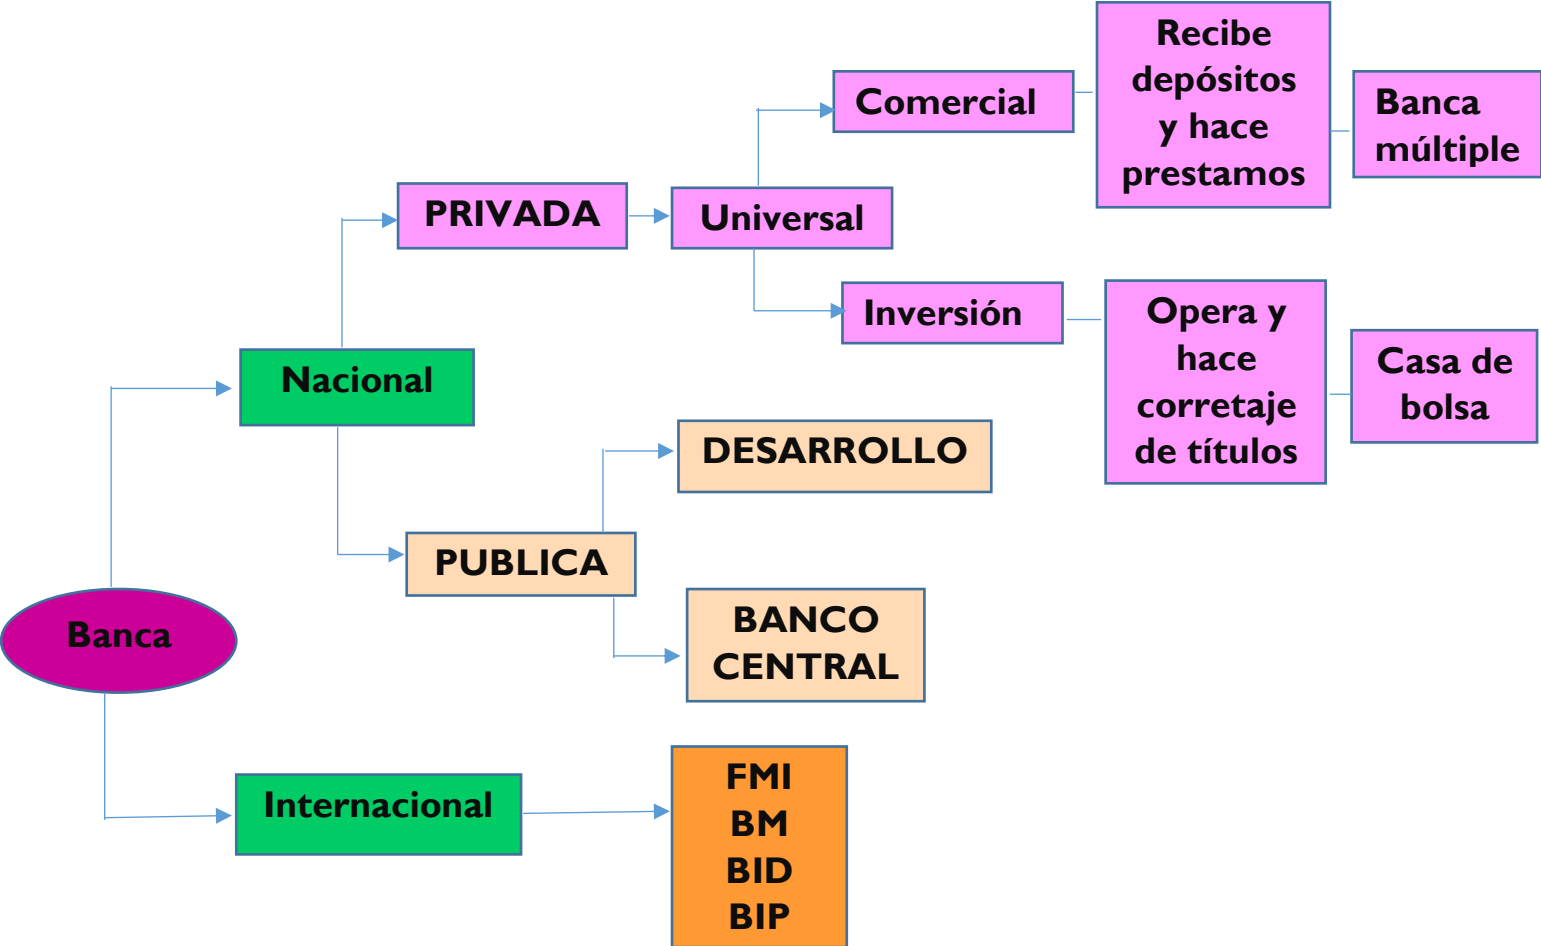 Recibe
depósitos
y hace
prestamos
Comercial
Banca
múltiple
PRIVADA
Universal
Inversión
Opera y
hace
corretaje
de títulos
Casa de
bolsa
Nacional
DESARROLLO
PUBLICA
BANCO
CENTRAL
Banca
Internacional
FMI
BM
BID
BIP